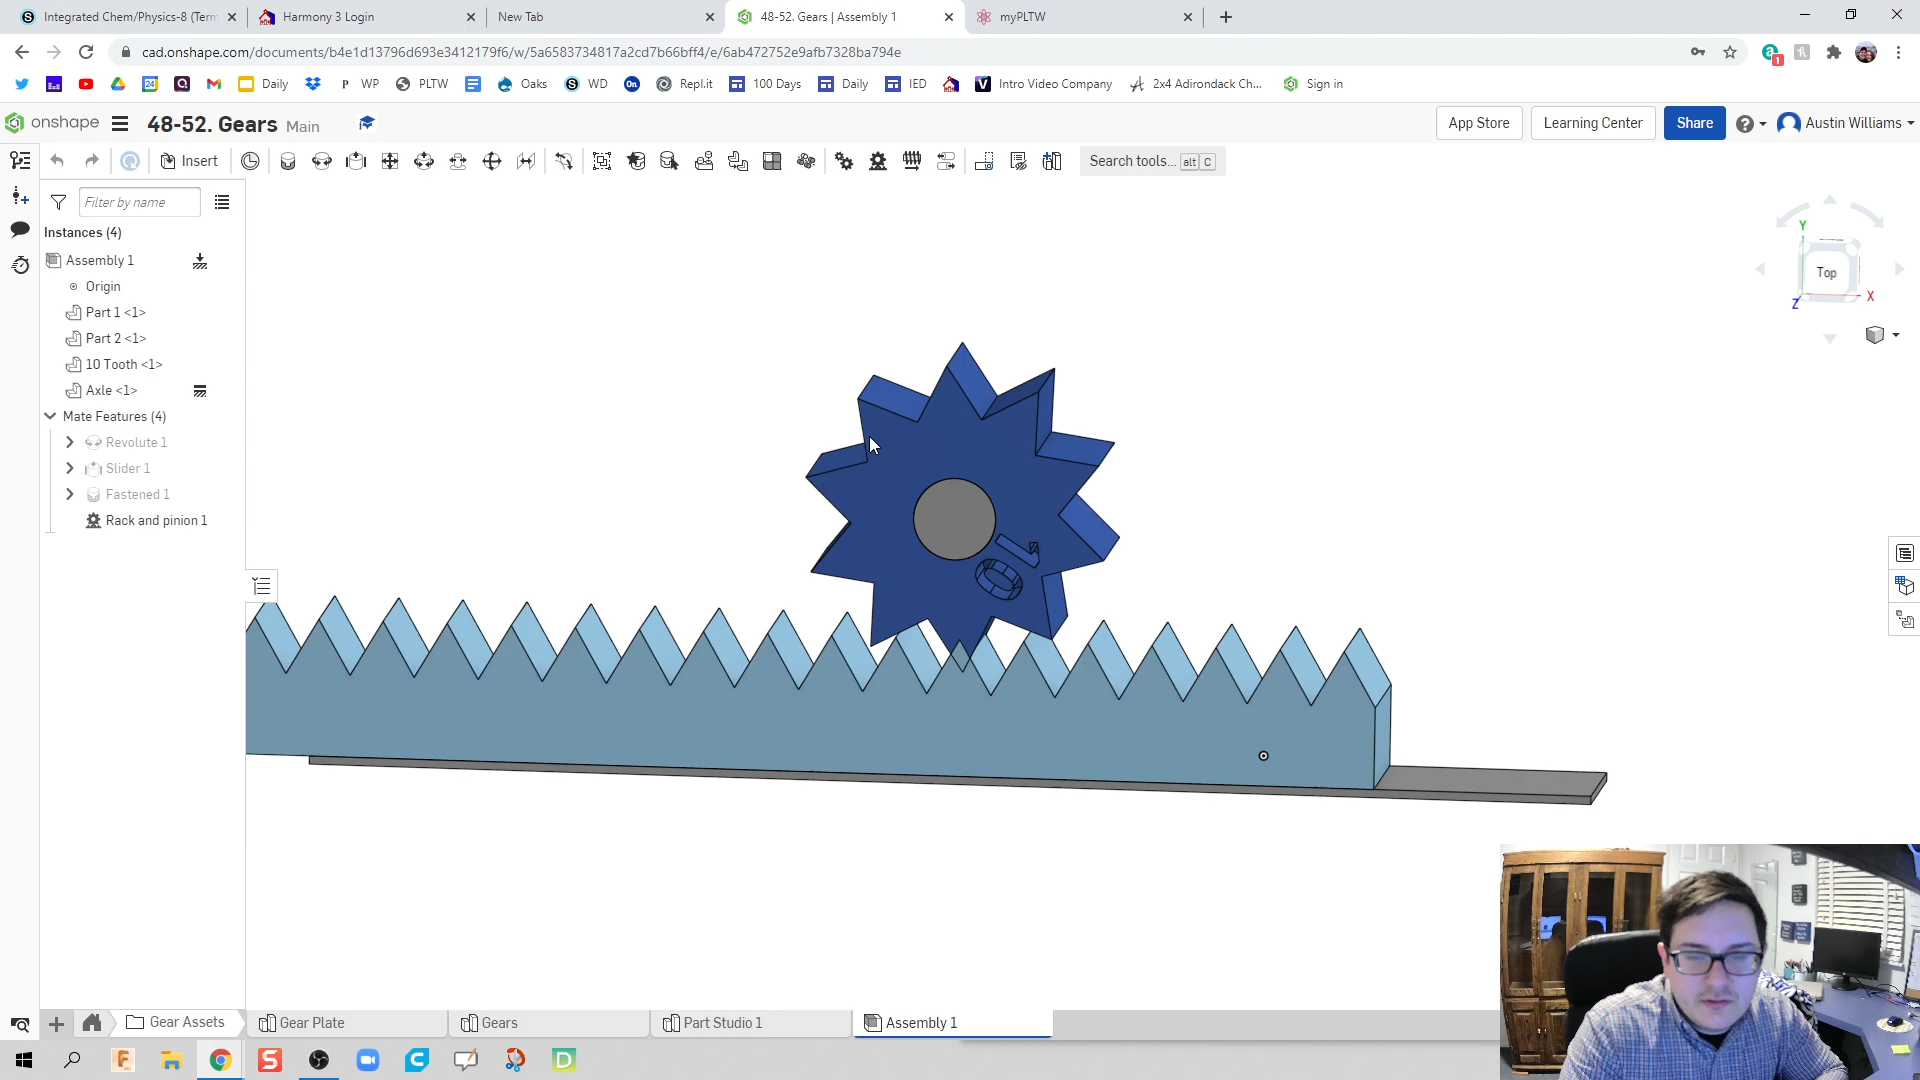 Integrated Chem/Physics-8 (Term
Harmony 3 Login
New Tab
48-52. Gears | Assembly 1
myPLTW
cad.onshape.com/documents/b4e1d13796d693e3412179f6/w/5a6583734817a2cd7b66bff4/e/6ab472752e9afb7328ba794e
Daily
WP
PLTW
Oaks
WD
Repl.it
100 Days
Daily
IED
Intro Video Company
2x4 Adirondack Ch...
Sign in
onshape
48-52. Gears Main
App Store
Learning Center
Share
Austin Williams
Insert
Search tools... alt C
Filter by name
Instances (4)
Assembly 1
Origin
Part 1 <1>
Part 2 <1>
10 Tooth <1>
Axle <1>
Mate Features (4)
Revolute 1
Slider 1
Fastened 1
Rack and pinion 1
Y
Top
X
Z
10
Gear Assets
Gear Plate
Gears
Part Studio 1
Assembly 1